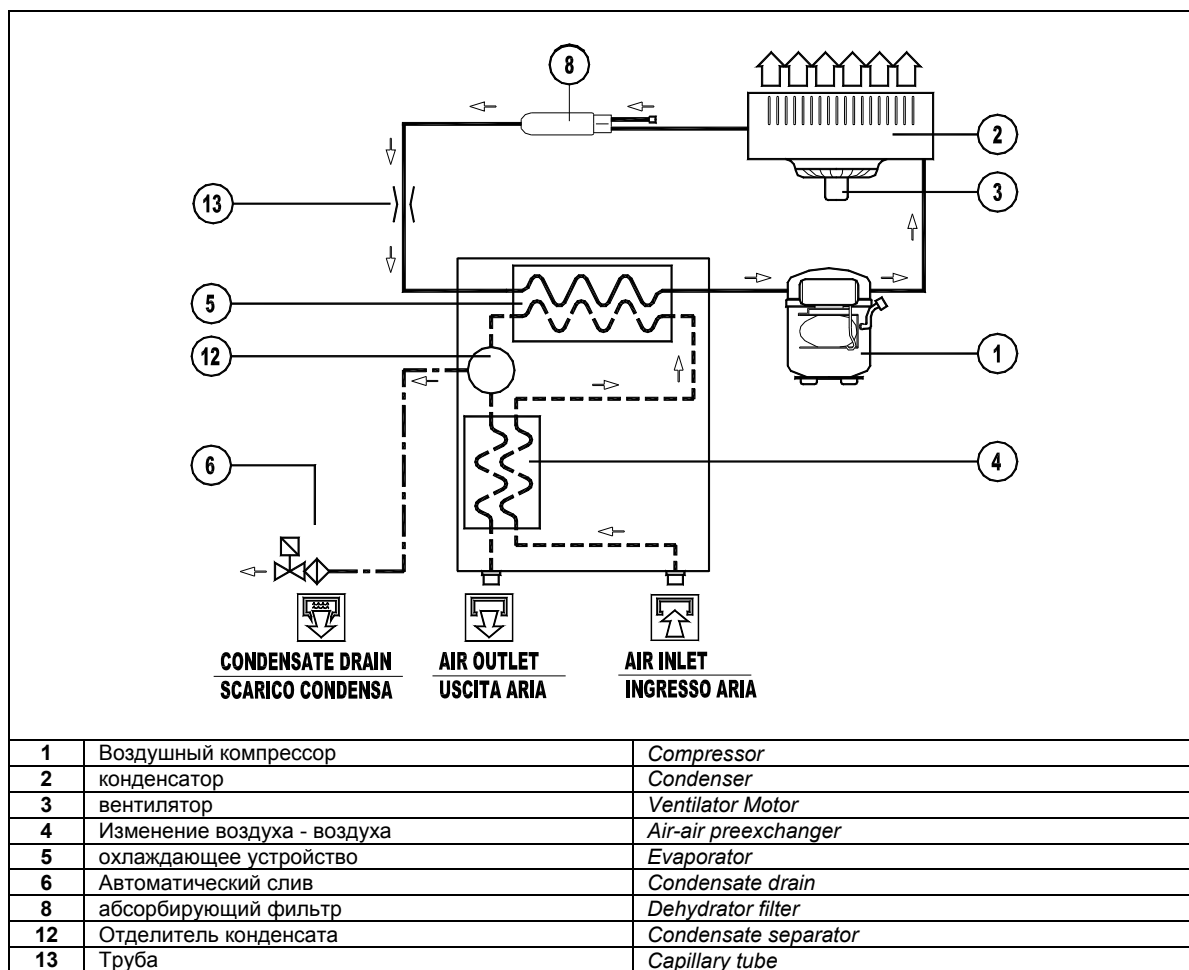 8
2
3
13
5
12
1
6
4
CONDENSATE DRAIN
SCARICO CONDENSA
AIR OUTLET
USCITA ARIA
AIR INLET
INGRESSO ARIA
1 Воздушный компрессор Compressor
2 конденсатор Condenser
3 вентилятор Ventilator Motor
4 Изменение воздуха - воздуха Air-air preexchanger
5 охлаждающее устройство Evaporator
6 Автоматический слив Condensate drain
8 абсорбирующий фильтр Dehydrator filter
12 Отделитель конденсата Condensate separator
13 Труба Capillary tube